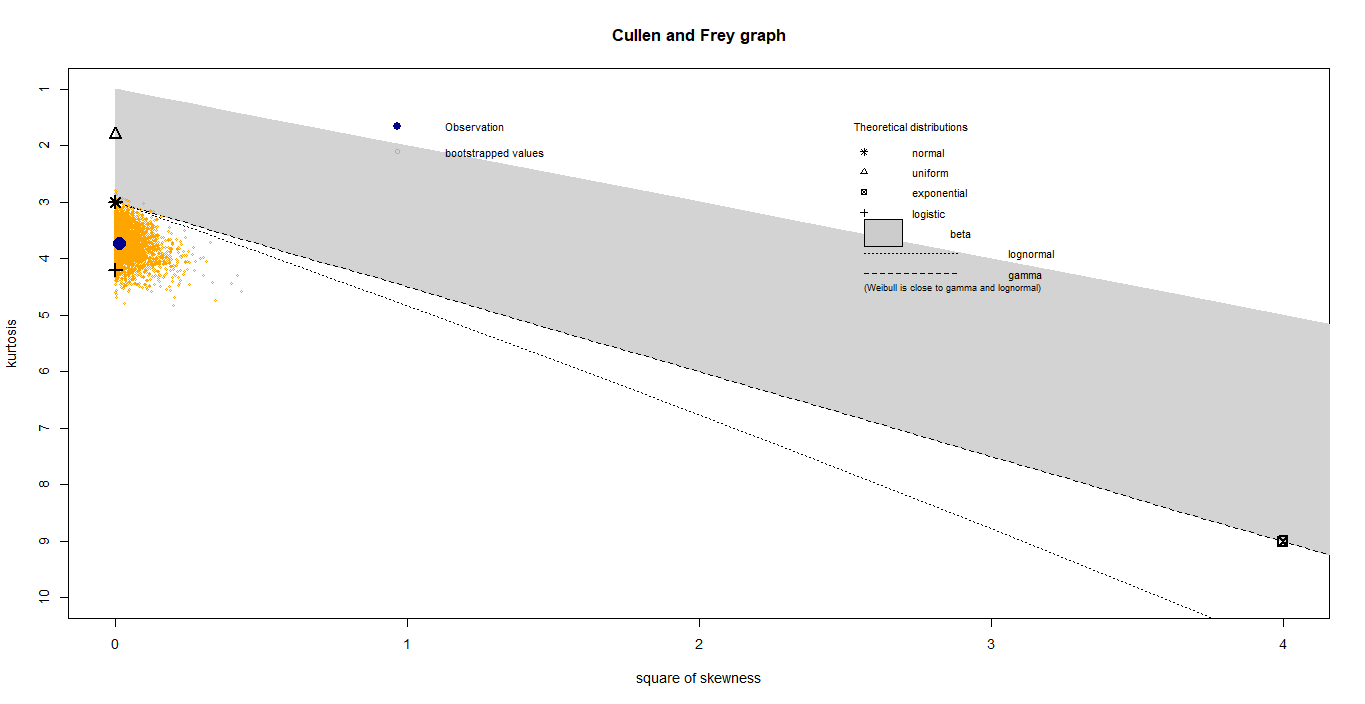 Cullen and Frey graph
kurtosis
1
2
3
4
5
6
7
8
9
10
Observation
bootstrapped values
Theoretical distributions
normal
uniform
exponential
logistic
beta
lognormal
gamma
(Weibull is close to gamma and lognormal)
0
1
2
3
4
square of skewness